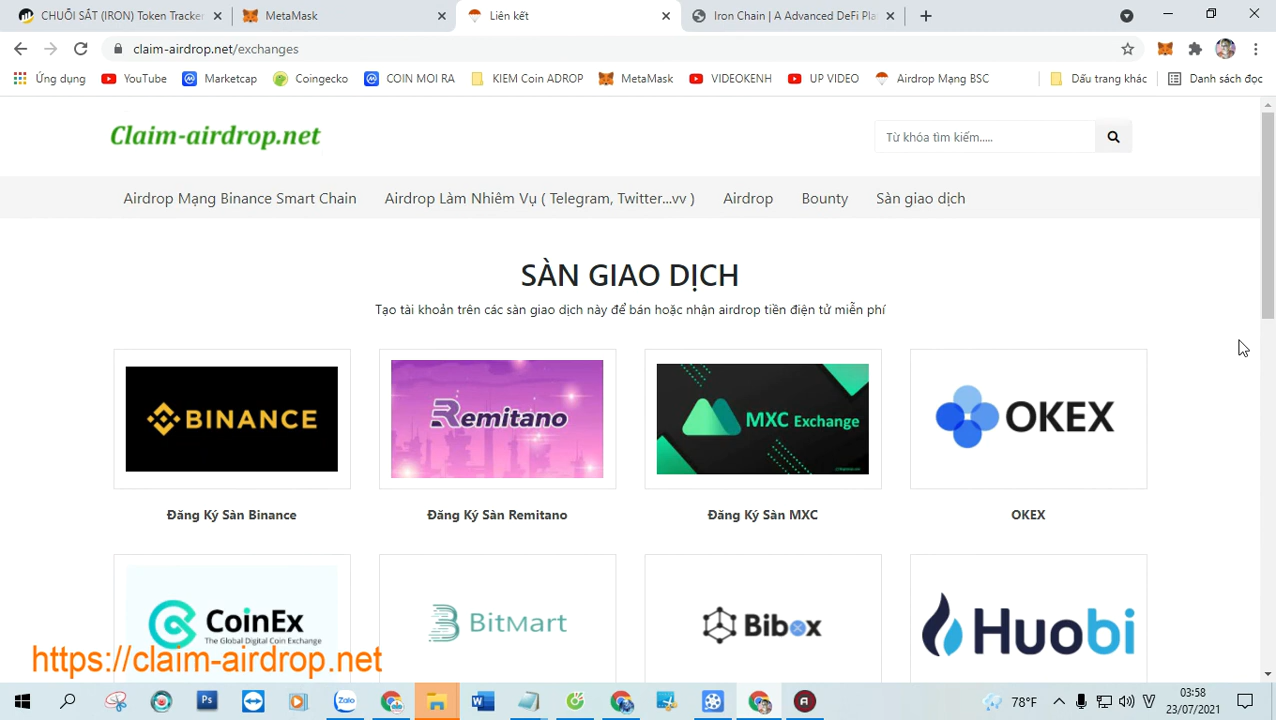 CHUỖI SẮT (IRON) Token Tracker
MetaMask
Liên kết
Iron Chain | A Advanced DeFi Pla
claim-airdrop.net/exchanges
Ứng dụng
YouTube
Marketcap
Coingecko
COIN MOI RA
KIEM Coin ADROP
MetaMask
VIDEOKENH
UP VIDEO
Airdrop Mạng BSC
Dấu trang khác
Danh sách đọc
Claim-airdrop.net
Từ khóa tìm kiếm.....
Airdrop Mạng Binance Smart Chain
Airdrop Làm Nhiêm Vụ ( Telegram, Twitter...vv )
Airdrop
Bounty
Sàn giao dịch
SÀN GIAO DỊCH
Tạo tài khoản trên các sàn giao dịch này để bán hoặc nhận airdrop tiền điện tử miễn phí
BINANCE
Remitano
MXC Exchange
OKEX
Đăng Ký Sàn Binance
Đăng Ký Sàn Remitano
Đăng Ký Sàn MXC
OKEX
CoinEx
The Global Digital Coin Exchange
BitMart
Bibox
Huobi
https://claim-airdrop.net
Ps
Zalo
78°F
V
03:58
23/07/2021